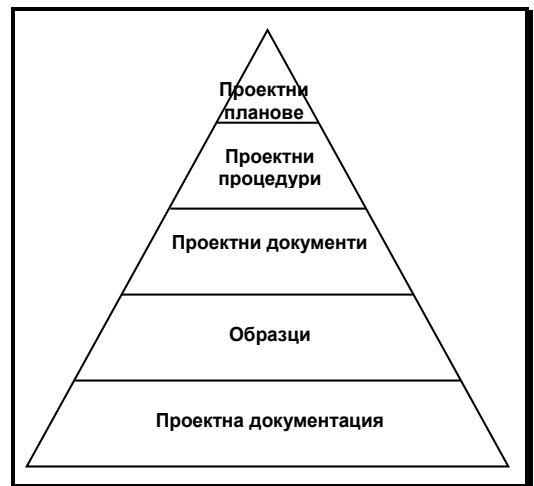 Проектни
планове
Проектни
процедури
Проектни документи
Образци
Проектна документация